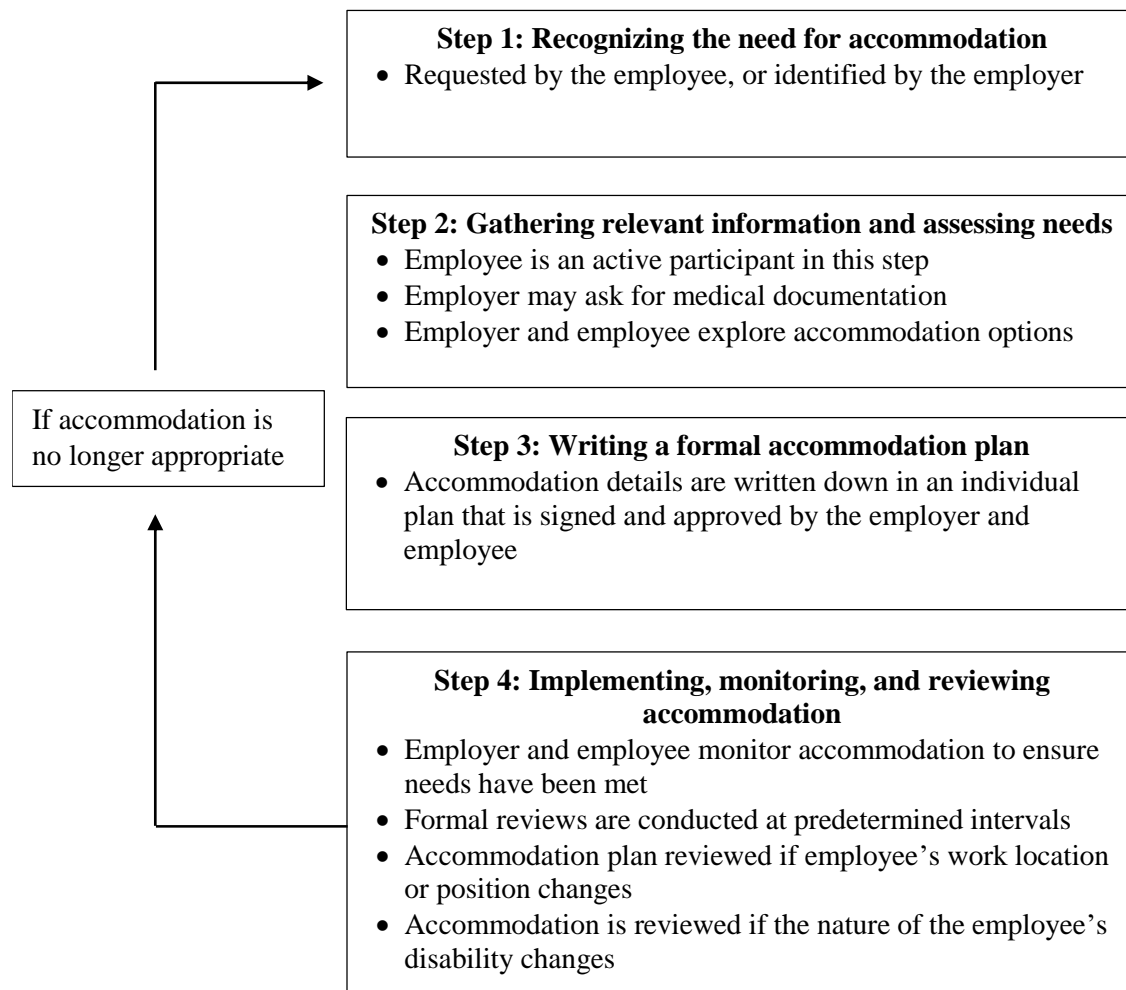 Step 1: Recognizing the need for accommodation
• Requested by the employee, or identified by the employer
Step 2: Gathering relevant information and assessing needs
• Employee is an active participant in this step
• Employer may ask for medical documentation
• Employer and employee explore accommodation options
If accommodation is
no longer appropriate
Step 3: Writing a formal accommodation plan
• Accommodation details are written down in an individual
plan that is signed and approved by the employer and
employee
Step 4: Implementing, monitoring, and reviewing
accommodation
• Employer and employee monitor accommodation to ensure
needs have been met
• Formal reviews are conducted at predetermined intervals
• Accommodation plan reviewed if employee’s work location
or position changes
• Accommodation is reviewed if the nature of the employee’s
disability changes